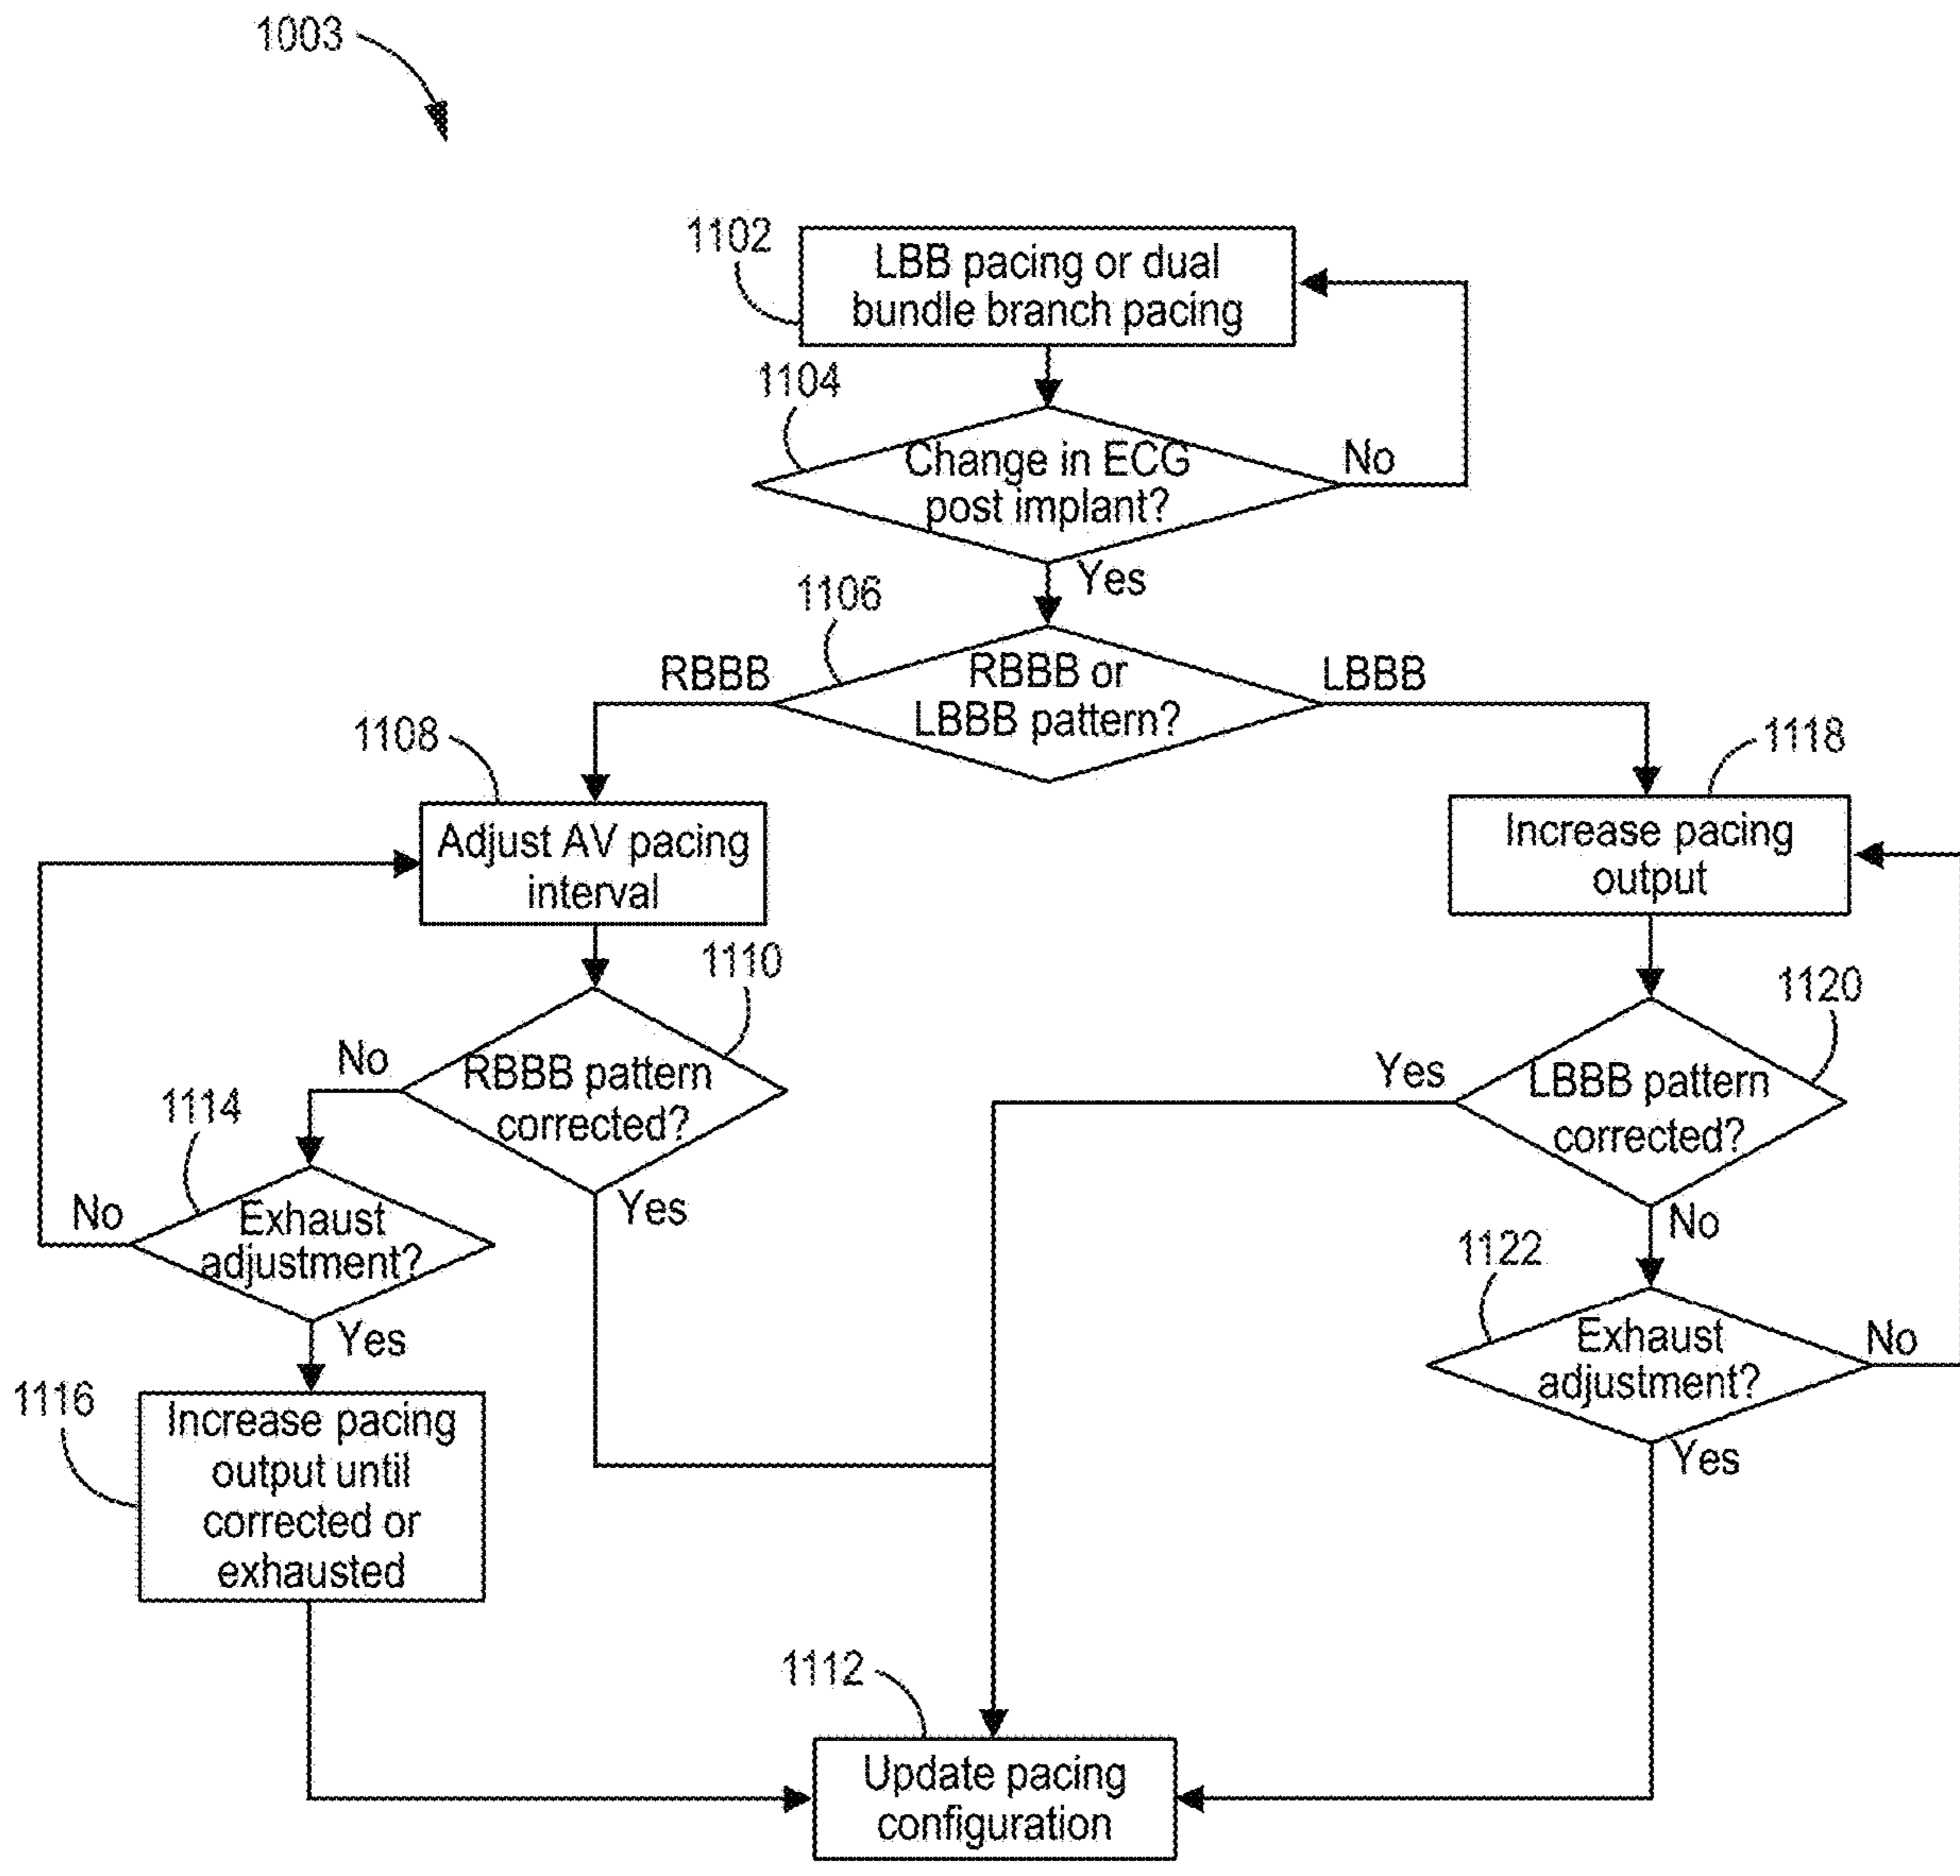 1003
1102
LBB pacing or dual
bundle branch pacing
1104
Change in ECG
post implant?
No
Yes
1106
RBBB
RBBB or
LBBB pattern?
LBBB
1108
Adjust AV pacing
interval
1118
Increase pacing
output
1110
RBBB pattern
corrected?
No
Yes
1120
LBBB pattern
corrected?
Yes
No
1114
Exhaust
adjustment?
No
Yes
1122
Exhaust
adjustment?
No
Yes
1116
Increase pacing
output until
corrected or
exhausted
1112
Update pacing
configuration